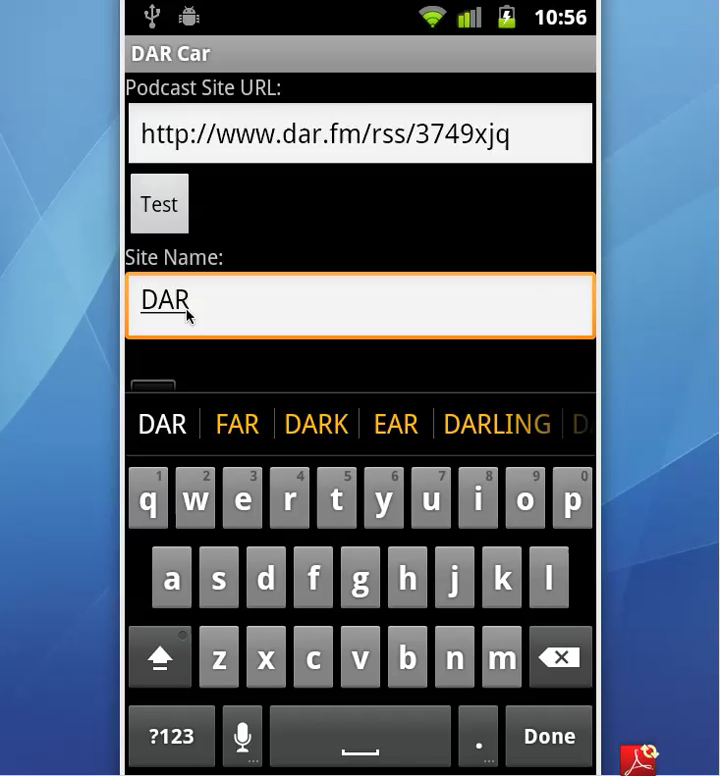 10:56
DAR Car
Podcast Site URL:
http://www.dar.fm/rss/3749xjq
Test
Site Name:
DAR
DAR FAR DARK EAR DARLING D
1 2 3 4 5 6 7 8 9 0
q w e r t y u i o p
a s d f g h j k l
z x c v b n m
?123 . Done